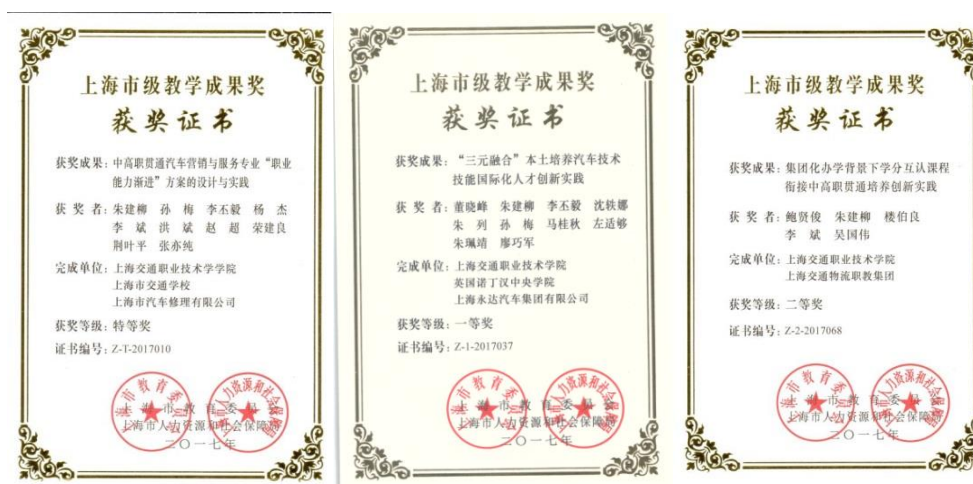 上海市级教学成果奖
获奖证书
获奖成果：中高职贯通汽车营销与服务专业“职业
能力渐进”方案的设计与实践
获 奖 者：朱建柳 孙 梅 李丕毅 杨 杰
李 斌 洪 斌 赵 超 荣建良
荆叶平 张亦纯
完成单位：上海交通职业技术学学院
上海市交通学校
上海市汽车修理有限公司
获奖等级：特等奖
证书编号：Z-T-2017010
上海市教育委员会
上海市人力资源和社会保障局
二〇一七年
上海市级教学成果奖
获奖证书
获奖成果：“三元融合”本土培养汽车技术
技能国际化人才创新实践
获 奖 者：董晓峰 朱建柳 李丕毅 沈轶娜
朱 列 孙 梅 马桂秋 左适够
朱珮靖 廖巧军
完成单位：上海交通职业技术学院
英国诺丁汉中央学院
上海永达汽车集团有限公司
获奖等级：一等奖
证书编号：Z-1-2017037
上海市教育委员会
上海市人力资源和社会保障局
二〇一七年
上海市级教学成果奖
获奖证书
获奖成果：集团化办学背景下学分互认课程
衔接中高职贯通培养创新实践
获 奖 者：鲍贤俊 朱建柳 楼伯良
李 斌 吴国伟
完成单位：上海交通职业技术学院
上海交通物流职教集团
获奖等级：二等奖
证书编号：Z-2-2017068
上海市教育委员会
上海市人力资源和社会保障局
二〇一七年